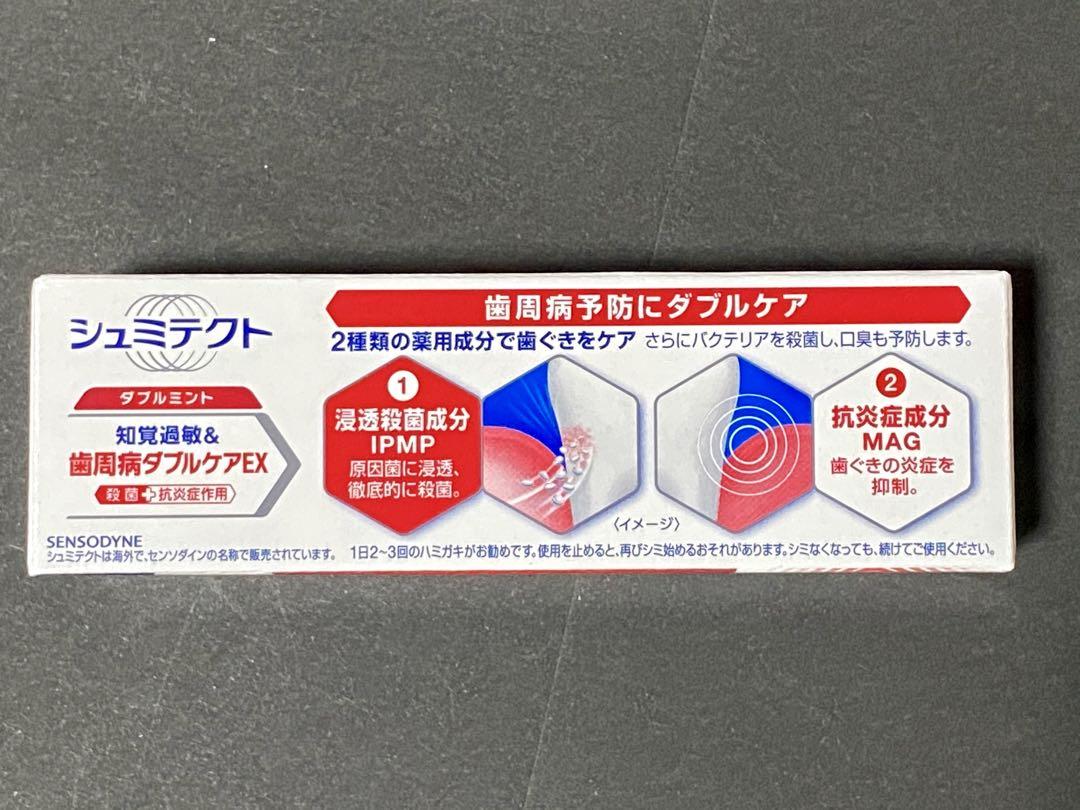 シュミテクト
ダブルミント
知覚過敏&
歯周病ダブルケアEX
殺菌+抗炎症作用
歯周病予防にダブルケア
2種類の薬用成分で歯ぐきをケア さらにバクテリアを殺菌し、口臭も予防します。
1
浸透殺菌成分
IPMP
原因菌に浸透、
徹底的に殺菌。
〈イメージ〉
2
抗炎症成分
MAG
歯ぐきの炎症を
抑制。
SENSODYNE
シュミテクトは海外で、センソダインの名称で販売されています。
1日2~3回のハミガキがお勧めです。使用を止めると、再びシミ始めるおそれがあります。シミなくなっても、続けてご使用ください。